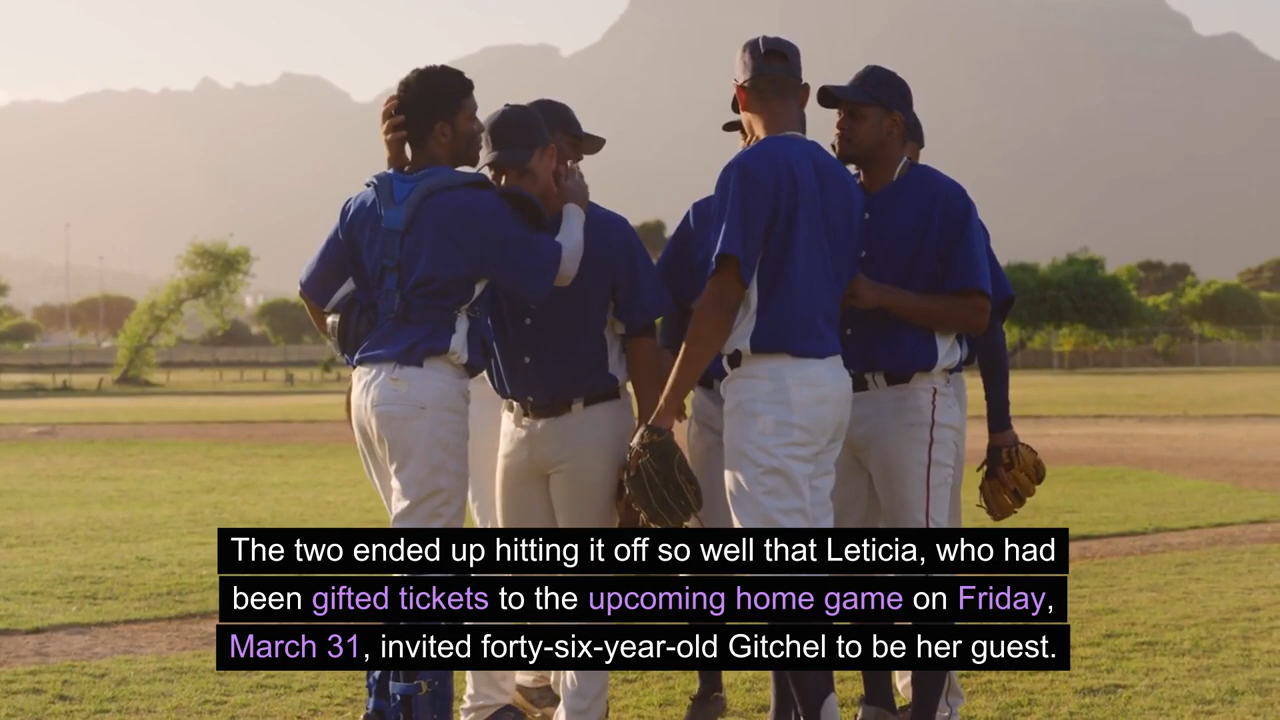 The two ended up hitting it off so well that Leticia, who had
been gifted tickets to the upcoming home game on Friday,
March 31, invited forty-six-year-old Gitchel to be her guest.